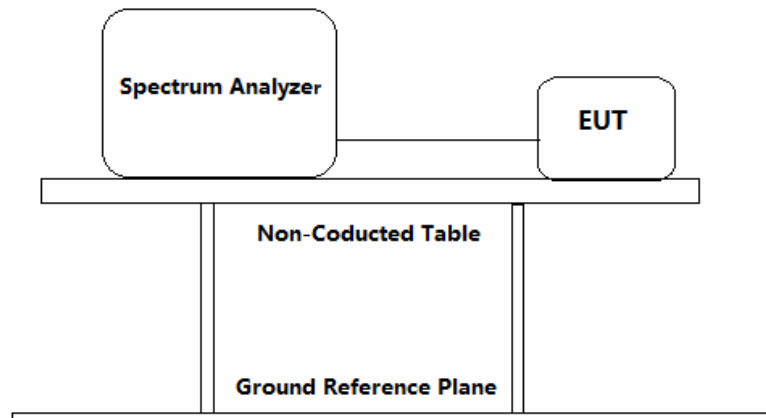 Spectrum Analyzer
EUT
Non-Coducted Table
Ground Reference Plane